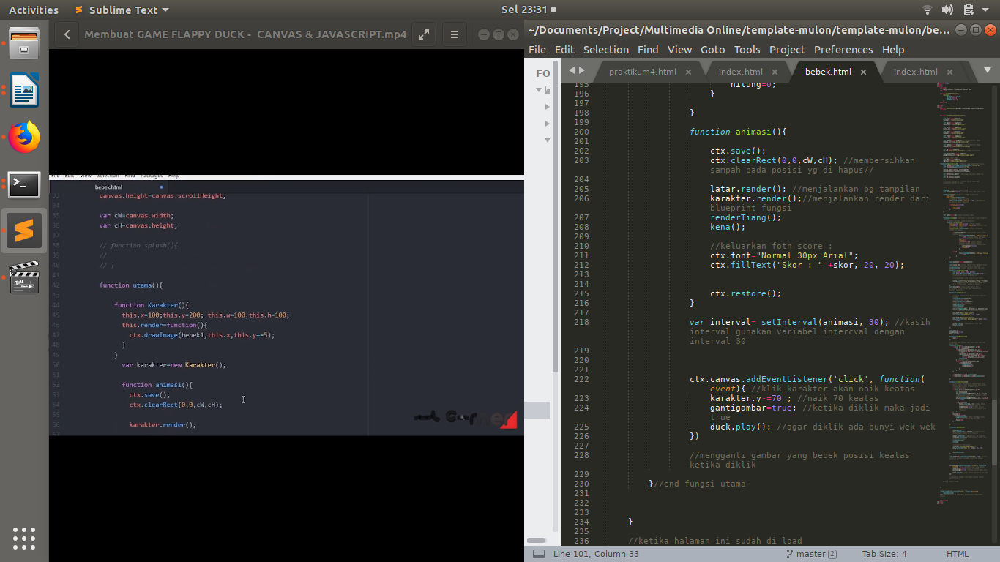 Activities
Sublime Text
Sel 23:31
Membuat GAME FLAPPY DUCK - CANVAS & JAVASCRIPT.mp4
File Edit View Selection Find Packages Help
bebek.html
33 canvas.height=canvas.scrollHeight;
34
35 var cW=canvas.width;
36 var cH=canvas.height;
37
38 // function splash(){
39 //
40 // }
41
42 function utama(){
43
44 function Karakter(){
45 this.x=100;this.y=200; this.w=100,this.h=100;
46 this.render=function(){
47 ctx.drawImage(bebek1,this.x,this.y+=5);
48 }
49 }
50 var karakter=new Karakter();
51
52 function animasi(){
53 ctx.save();
54 ctx.clearRect(0,0,cW,cH);
55
56 karakter.render();
57
~/Documents/Project/Multimedia Online/template-mulon/template-mulon/be...
File Edit Selection Find View Goto Tools Project Preferences Help
FO
praktikum4.html
index.html
bebek.html
index.html
195 hitung=0;
196 }
197
198 }
199
200 function animasi(){
201
202 ctx.save();
203 ctx.clearRect(0,0,cW,cH); //membersihkan
sampah pada posisi yg di hapus//
204
205 latar.render(); //menjalankan bg tampilan
206 karakter.render();//menjalankan render dari
blueprint fungsi
207 renderTiang();
208 kena();
209
210 //keluarkan fotn score :
211 ctx.font="Normal 30px Arial";
212 ctx.fillText("Skor : " +skor, 20, 20);
213
214
215 ctx.restore();
216 }
217
218 var interval= setInterval(animasi, 30); //kasih
interval gunakan variabel intercval dengan
interval 30
219
220
221
222 ctx.canvas.addEventListener('click', function(
event){ //klik karakter akan naik keatas
223 karakter.y-=70 ; //naik 70 keatas
224 gantigambar=true; //ketika diklik maka jadi
true
225 duck.play(); //agar diklik ada bunyi wek wek
226 })
227
228 //mengganti gambar yang bebek posisi keatas
ketika diklik
229
230 }//end fungsi utama
231
232
233
234 }
235
236 //ketika halaman ini sudah di load
Line 101, Column 33
master 2
Tab Size: 4
HTML